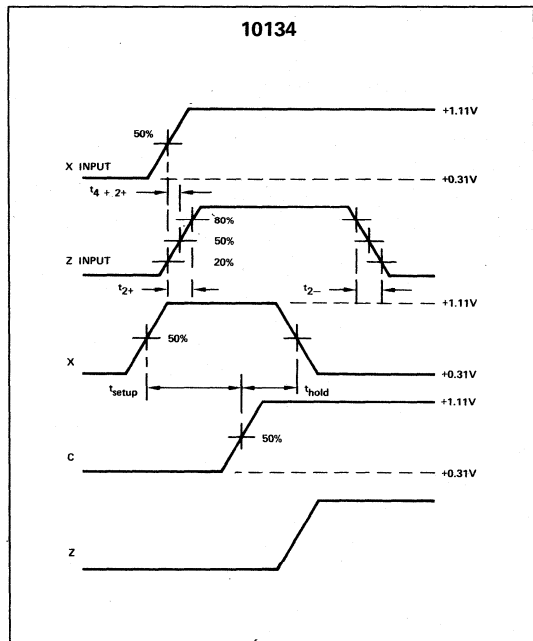 10134
+1.11V
50%
X INPUT
+0.31V
t4 + 2+
80%
50%
Z INPUT
20%
t2+
t2–
+1.11V
50%
X
+0.31V
tsetup
thold
+1.11V
50%
C
+0.31V
Z